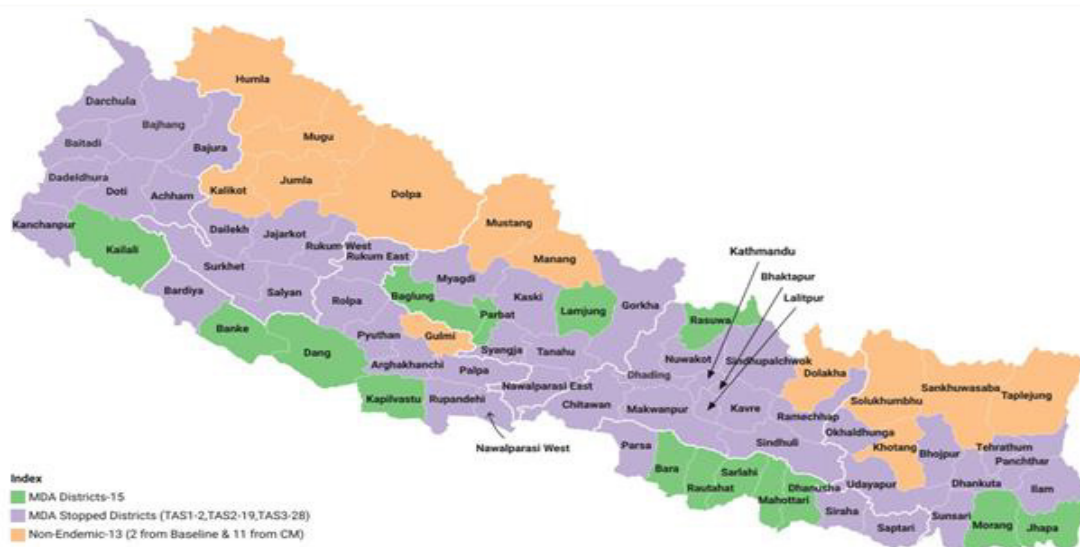 Humla
Darchula
Bajhang
Mugu
Baitadi
Bajura
Dadeldhura
Doti
Achham
Kalikot
Jumla
Dolpa
Mustang
Kanchanpur
Dailekh
Jajarkot
Kailali
Rukum West
Rukum East
Manang
Kathmandu
Surkhet
Myagdi
Bhaktapur
Bardiya
Salyan
Rolpa
Baglung
Kaski
Lamjung
Gorkha
Lalitpur
Parbat
Rasuwa
Banke
Pyuthan
Gulmi
Dang
Syangja
Tanahu
Nuwakot
Sindhupalchwok
Arghakhanchi
Palpa
Dhading
Dolakha
Nawalparasi East
Kapilvastu
Rupandehi
Chitawan
Makwanpur
Kavre
Ramechhap
Solukhumbu
Sankhuwasaba
Taplejung
Okhaldhunga
Nawalparasi West
Parsa
Sindhuli
Khotang
Bhojpur
Tehrathum
Panchthar
Bara
Sarlahi
Rautahat
Dhanusha
Mahottari
Udayapur
Dhankuta
Ilam
Siraha
Saptari
Sunsari
Morang
Jhapa
Index
MDA Districts-15
MDA Stopped Districts (TAS1-2,TAS2-19,TAS3-28)
Non-Endemic-13 (2 from Baseline & 11 from CM)